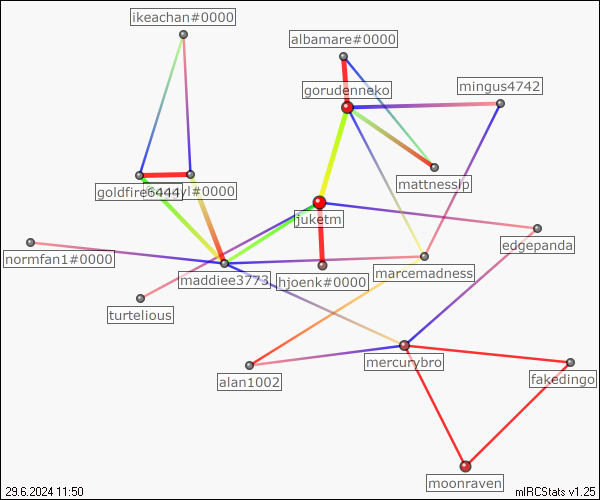 ikeachan#0000
albamare#0000
gorudenneko
mingus4742
mattnesslp
goldfire6444
yl#0000
juketm
edgepanda
normfan1#0000
maddiee3773
hjoenk#0000
marcemadness
turtelious
mercurybro
alan1002
fakedingo
moonraven
29.6.2024 11:50
mIRCStats v1.25